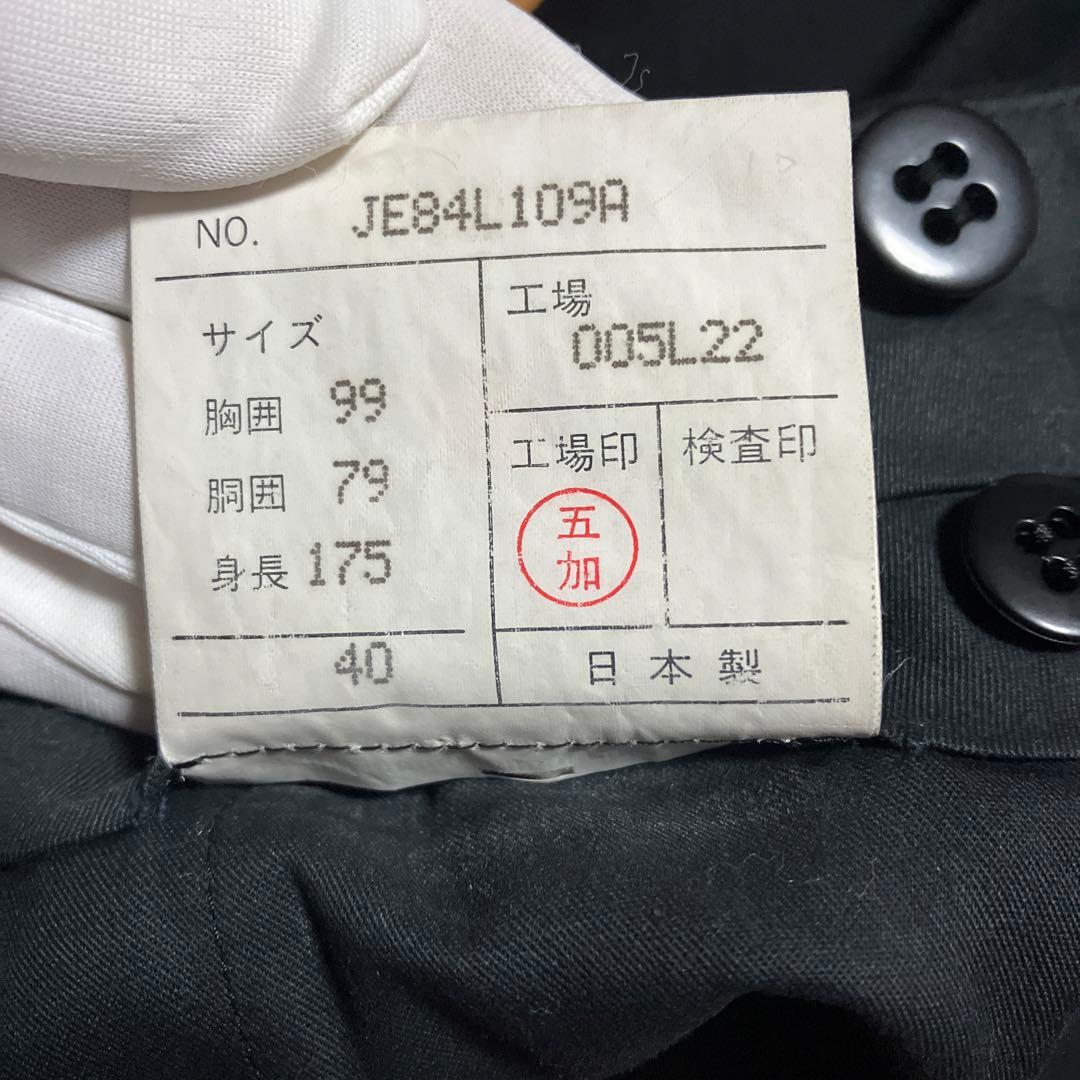 NO. JE84L109A
サイズ
胸囲 99
胴囲 79
身長 175
40
工場
005L22
工場印
五
加
検査印
日本製